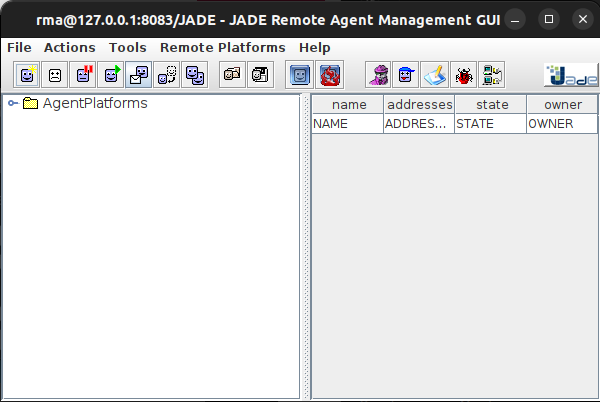 rma@127.0.0.1:8083/JADE - JADE Remote Agent Management GUI
File Actions Tools Remote Platforms Help
Jade
AgentPlatforms
name addresses state owner
NAME ADDRES... STATE OWNER